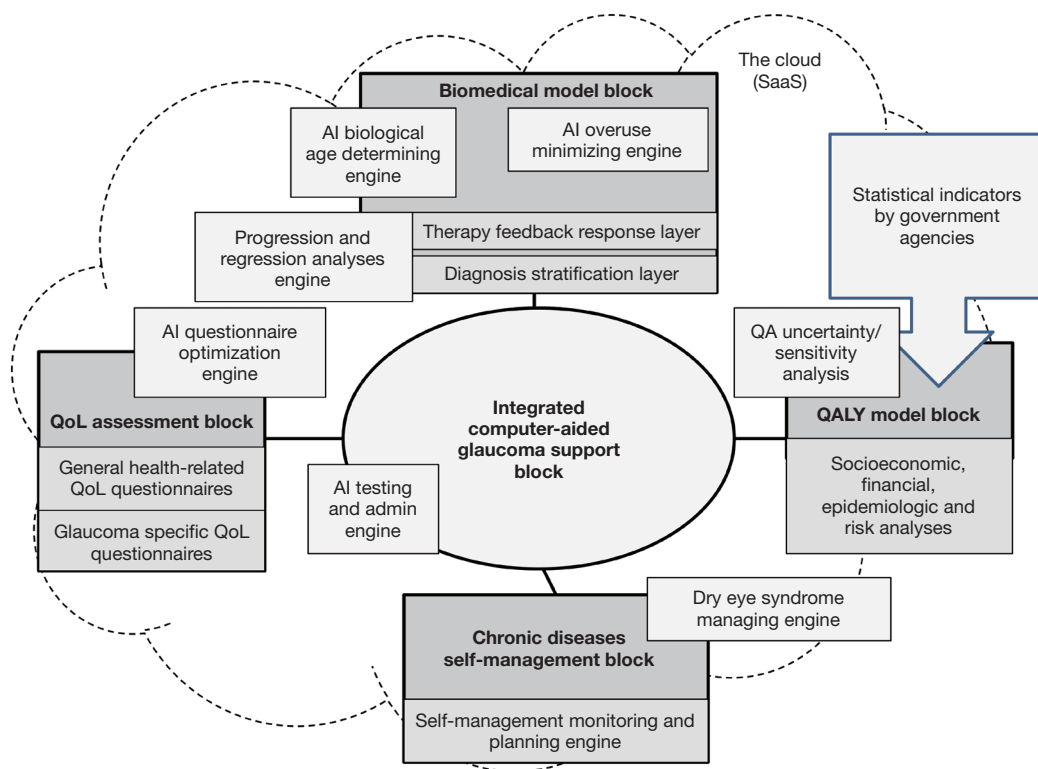 The cloud
(SaaS)
Biomedical model block
AI biological
age determining
engine
AI overuse
minimizing engine
Statistical indicators
by government
agencies
Progression and
regression analyses
engine
Therapy feedback response layer
Diagnosis stratification layer
AI questionnaire
optimization
engine
QA uncertainty/
sensitivity
analysis
QoL assessment block
Integrated
computer-aided
glaucoma support
block
QALY model block
General health-related
QoL questionnaires
Glaucoma specific QoL
questionnaires
AI testing
and admin
engine
Socioeconomic,
financial,
epidemiologic and
risk analyses
Dry eye syndrome
managing engine
Chronic diseases
self-management block
Self-management monitoring and
planning engine